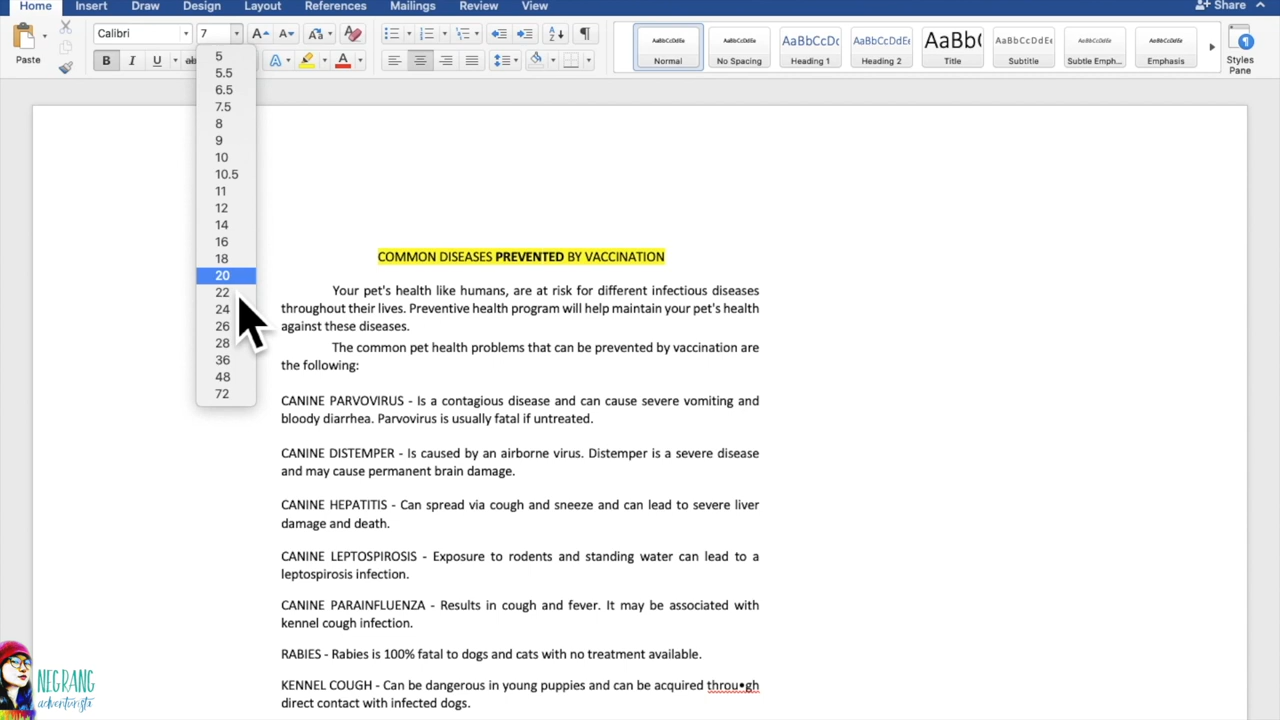 Home Insert Draw Design Layout References Mailings Review View Share
Calibri 7
Paste
B I U ab A A
AaBbCcDdEe AaBbCcDdEe AaBbCcDc AaBbCcDdEe AaBb( AaBbCcDdEe AaBbCcDdEe AaBbCcDdEe
Normal No Spacing Heading 1 Heading 2 Title Subtitle Subtle Emph... Emphasis
Styles
Pane
5
5.5
6.5
7.5
8
9
10
10.5
11
12
14
16
18
20
22
24
26
28
36
48
72
COMMON DISEASES PREVENTED BY VACCINATION
Your pet's health like humans, are at risk for different infectious diseases
throughout their lives. Preventive health program will help maintain your pet's health
against these diseases.
The common pet health problems that can be prevented by vaccination are
the following:
CANINE PARVOVIRUS - Is a contagious disease and can cause severe vomiting and
bloody diarrhea. Parvovirus is usually fatal if untreated.
CANINE DISTEMPER - Is caused by an airborne virus. Distemper is a severe disease
and may cause permanent brain damage.
CANINE HEPATITIS - Can spread via cough and sneeze and can lead to severe liver
damage and death.
CANINE LEPTOSPIROSIS - Exposure to rodents and standing water can lead to a
leptospirosis infection.
CANINE PARAINFLUENZA - Results in cough and fever. It may be associated with
kennel cough infection.
RABIES - Rabies is 100% fatal to dogs and cats with no treatment available.
KENNEL COUGH - Can be dangerous in young puppies and can be acquired throu•gh
direct contact with infected dogs.
NEGRANG
adventurista